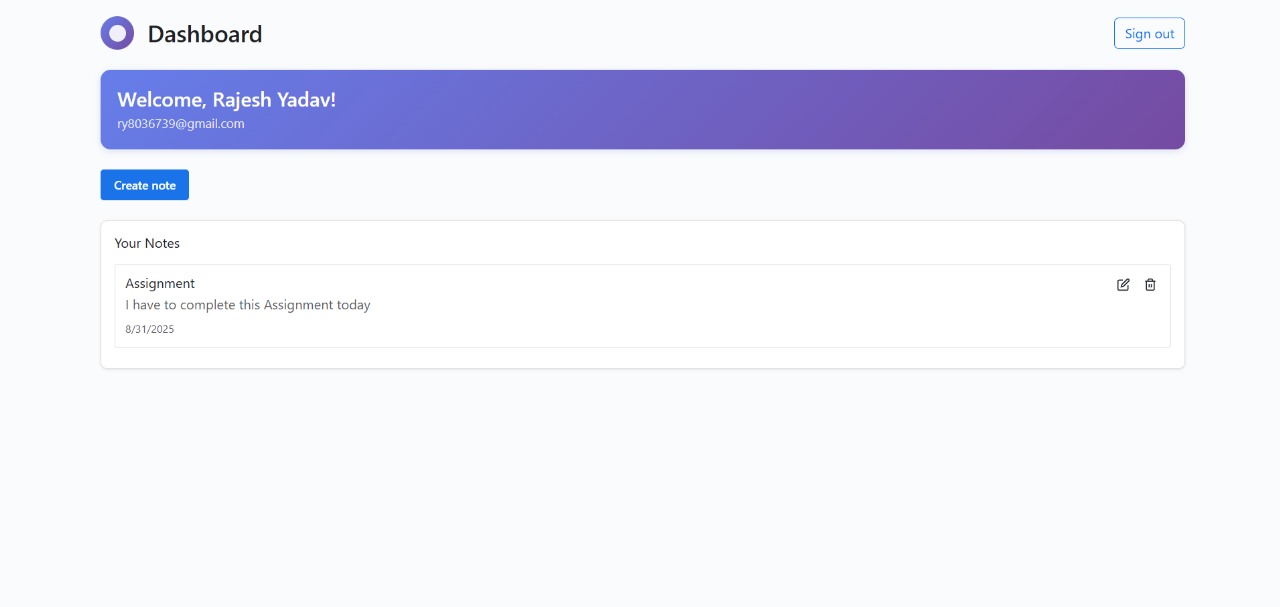 Dashboard
Sign out
Welcome, Rajesh Yadav!
ry8036739@gmail.com
Create note
Your Notes
Assignment
I have to complete this Assignment today
8/31/2025